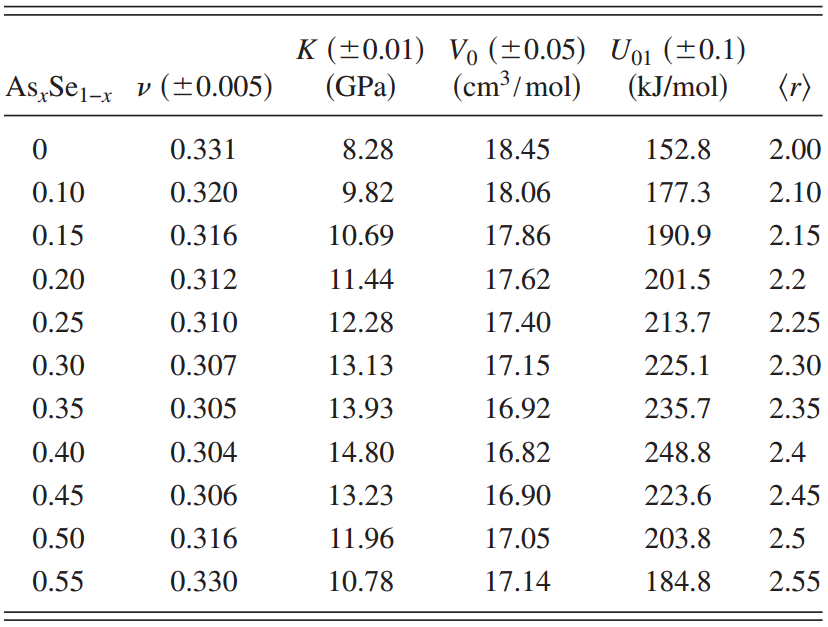 K (±0.01) V₀ (±0.05) U₀₁ (±0.1)
AsₓSe₁₋ₓ ν (±0.005) (GPa) (cm³/mol) (kJ/mol) ⟨r⟩
0 0.331 8.28 18.45 152.8 2.00
0.10 0.320 9.82 18.06 177.3 2.10
0.15 0.316 10.69 17.86 190.9 2.15
0.20 0.312 11.44 17.62 201.5 2.2
0.25 0.310 12.28 17.40 213.7 2.25
0.30 0.307 13.13 17.15 225.1 2.30
0.35 0.305 13.93 16.92 235.7 2.35
0.40 0.304 14.80 16.82 248.8 2.4
0.45 0.306 13.23 16.90 223.6 2.45
0.50 0.316 11.96 17.05 203.8 2.5
0.55 0.330 10.78 17.14 184.8 2.55